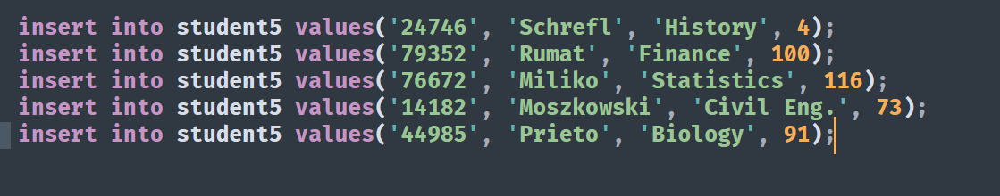 insert into student5 values('24746', 'Schrefl', 'History', 4);
insert into student5 values('79352', 'Rumat', 'Finance', 100);
insert into student5 values('76672', 'Miliko', 'Statistics', 116);
insert into student5 values('14182', 'Moszkowski', 'Civil Eng.', 73);
insert into student5 values('44985', 'Prieto', 'Biology', 91);